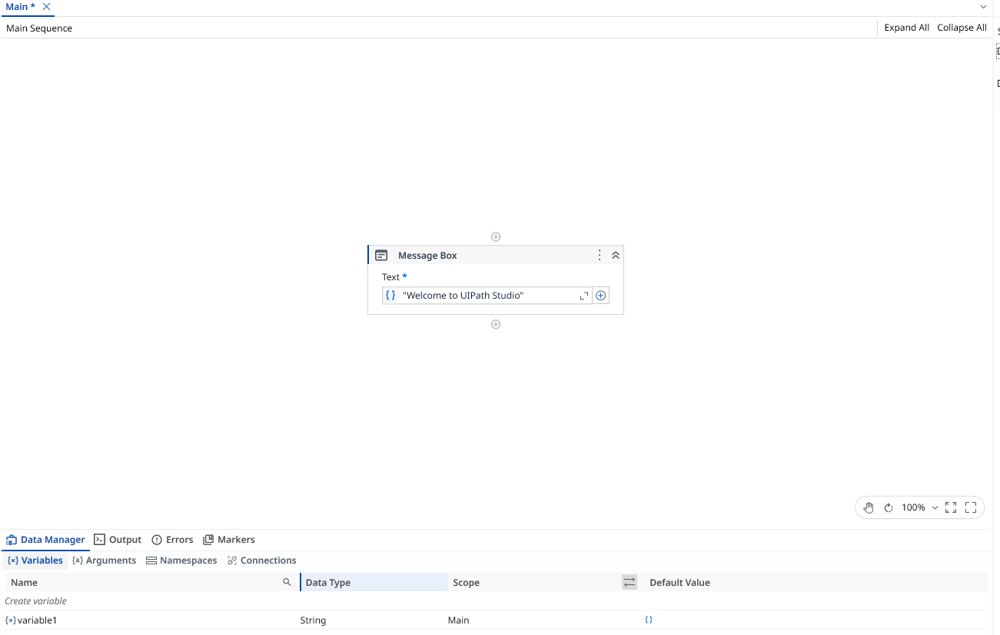 Main *
Main Sequence
Expand All Collapse All
Message Box
Text *
{ } "Welcome to UIPath Studio"
100%
Data Manager Output Errors Markers
{x} Variables {a} Arguments Namespaces Connections
Name Data Type Scope Default Value
Create variable
{x} variable1 String Main { }